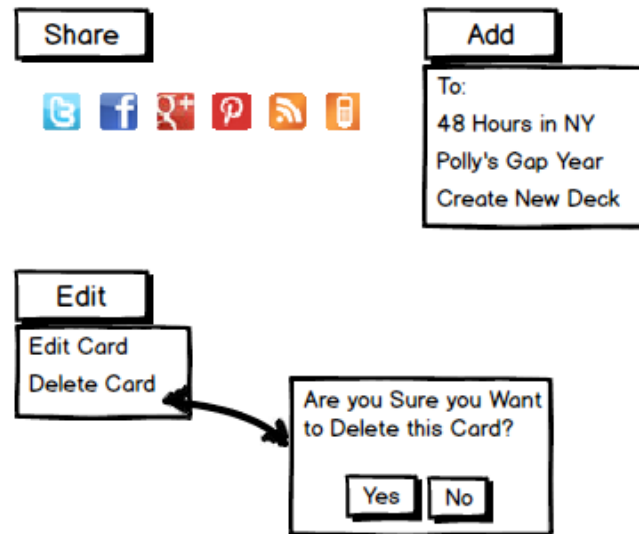 Share
Add
To:
48 Hours in NY
Polly's Gap Year
Create New Deck
Edit
Edit Card
Delete Card
Are you Sure you Want
to Delete this Card?
Yes No